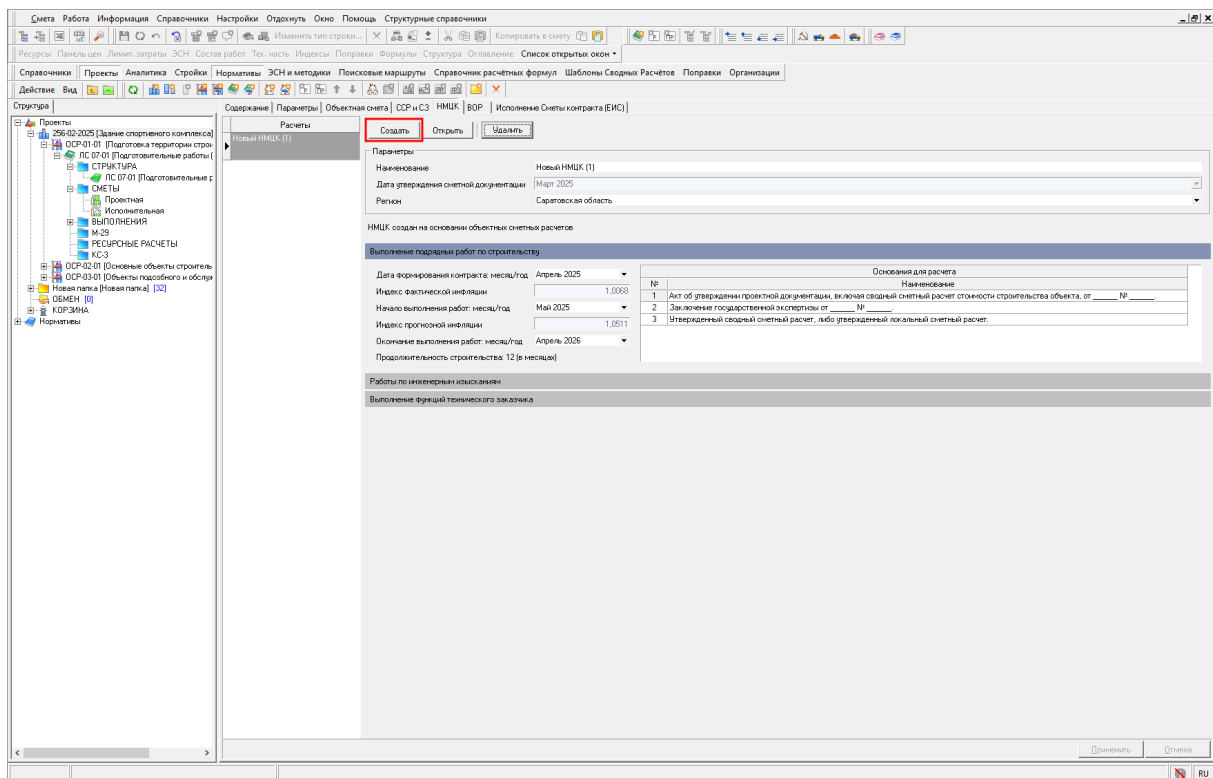 Смета Работа Информация Справочники Настройки Отдохнуть Окно Помощь Структурные справочники
Изменить тип строки... Копировать в смету
Ресурсы Панель цен Лимит. затраты ЭСН Состав работ Тех. часть Индексы Поправки Формулы Структура Оглавление Список открытых окон
Справочники Проекты Аналитика Стройки Нормативы ЭСН и методики Поисковые маршруты Справочник расчётных формул Шаблоны Сводных Расчётов Поправки Организации
Действие Вид
Структура
Проекты
256-02-2025 [Здание спортивного комплекса]
ОСР-01-01 [Подготовка территории строи
ЛС 07-01 [Подготовительные работы (
СТРУКТУРА
ЛС 07-01 [Подготовительные р
СМЕТЫ
Проектная
Исполнительная
ВЫПОЛНЕНИЯ
М-29
РЕСУРСНЫЕ РАСЧЕТЫ
КС-3
ОСР-02-01 [Основные объекты строитель
ОСР-03-01 [Объекты подсобного и обслуж
Новая папка [Новая папка] [32]
ОБМЕН [0]
КОРЗИНА
Нормативы
Содержание Параметры Объектная смета ССР и СЗ НМЦК ВОР Исполнение Сметы контракта (ЕИС)
Расчеты
Новый НМЦК (1)
Создать Открыть Удалить
Параметры
Наименование Новый НМЦК (1)
Дата утверждения сметной документации Март 2025
Регион Саратовская область
НМЦК создан на основании объектных сметных расчетов
Выполнение подрядных работ по строительству
Дата формирования контракта: месяц/год Апрель 2025
Индекс фактической инфляции 1,0068
Начало выполнения работ: месяц/год Май 2025
Индекс прогнозной инфляции 1,0511
Окончание выполнения работ: месяц/год Апрель 2026
Продолжительность строительства: 12 (в месяцах)
Основания для расчета
№ Наименование
1 Акт об утверждении проектной документации, включая сводный сметный расчет стоимости строительства объекта, от ______ № ______.
2 Заключение государственной экспертизы от ______ № ______.
3 Утвержденный сводный сметный расчет, либо утвержденный локальный сметный расчет.
Работы по инженерным изысканиям
Выполнение функций технического заказчика
Применить Отмена
RU